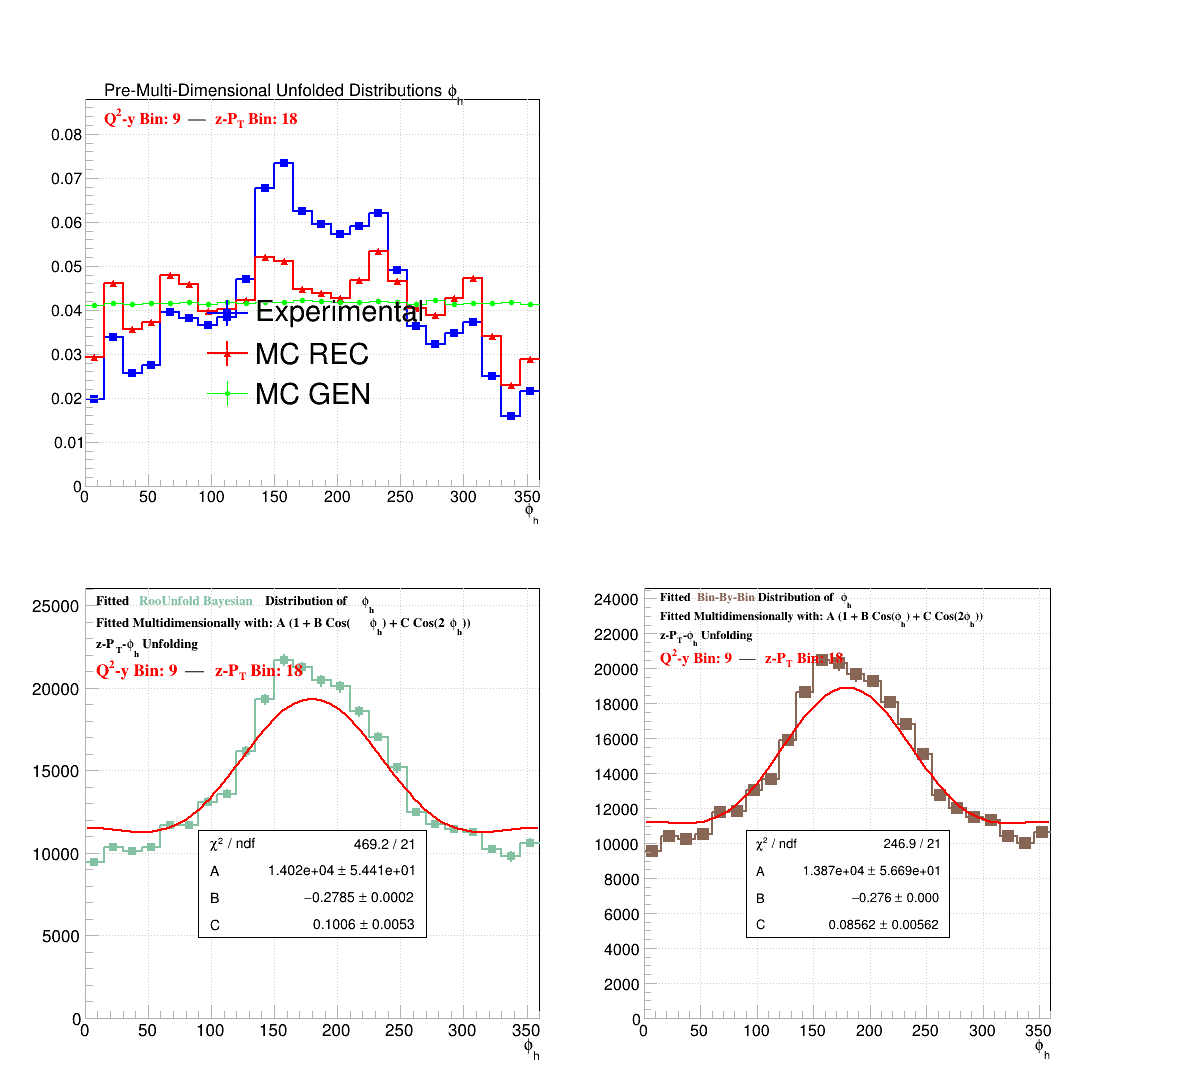 Pre-Multi-Dimensional Unfolded Distributions ϕh
Q²-y Bin: 9 — z-PT Bin: 18
0.08
0.07
0.06
0.05
0.04
0.03
0.02
0.01
0
Experimental
MC REC
MC GEN
0 50 100 150 200 250 300 350
ϕh
Fitted RooUnfold Bayesian Distribution of ϕh
Fitted Multidimensionally with: A (1 + B Cos( ϕh) + C Cos(2 ϕh))
z-PT-ϕh Unfolding
Q²-y Bin: 9 — z-PT Bin: 18
25000
20000
15000
10000
5000
0
χ² / ndf 469.2 / 21
A 1.402e+04 ± 5.441e+01
B −0.2785 ± 0.0002
C 0.1006 ± 0.0053
0 50 100 150 200 250 300 350
ϕh
Fitted Bin-By-Bin Distribution of ϕh
Fitted Multidimensionally with: A (1 + B Cos(ϕh) + C Cos(2ϕh))
z-PT-ϕh Unfolding
Q²-y Bin: 9 — z-PT Bin: 18
24000
22000
20000
18000
16000
14000
12000
10000
8000
6000
4000
2000
0
χ² / ndf 246.9 / 21
A 1.387e+04 ± 5.669e+01
B −0.276 ± 0.000
C 0.08562 ± 0.00562
0 50 100 150 200 250 300 350
ϕh